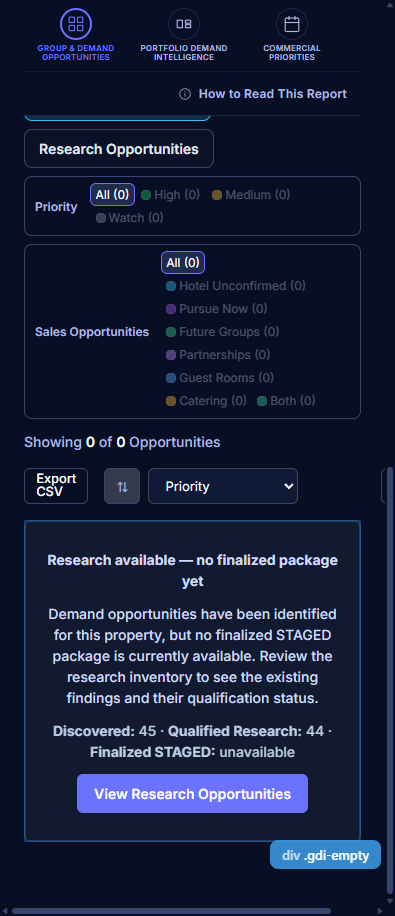 GROUP & DEMAND
OPPORTUNITIES
PORTFOLIO DEMAND
INTELLIGENCE
COMMERCIAL
PRIORITIES
How to Read This Report
Research Opportunities
Priority
All (0)
High (0)
Medium (0)
Watch (0)
Sales Opportunities
All (0)
Hotel Unconfirmed (0)
Pursue Now (0)
Future Groups (0)
Partnerships (0)
Guest Rooms (0)
Catering (0)
Both (0)
Showing 0 of 0 Opportunities
Export
CSV
Priority
Research available — no finalized package
yet
Demand opportunities have been identified
for this property, but no finalized STAGED
package is currently available. Review the
research inventory to see the existing
findings and their qualification status.
Discovered: 45 · Qualified Research: 44 ·
Finalized STAGED: unavailable
View Research Opportunities
div .gdi-empty